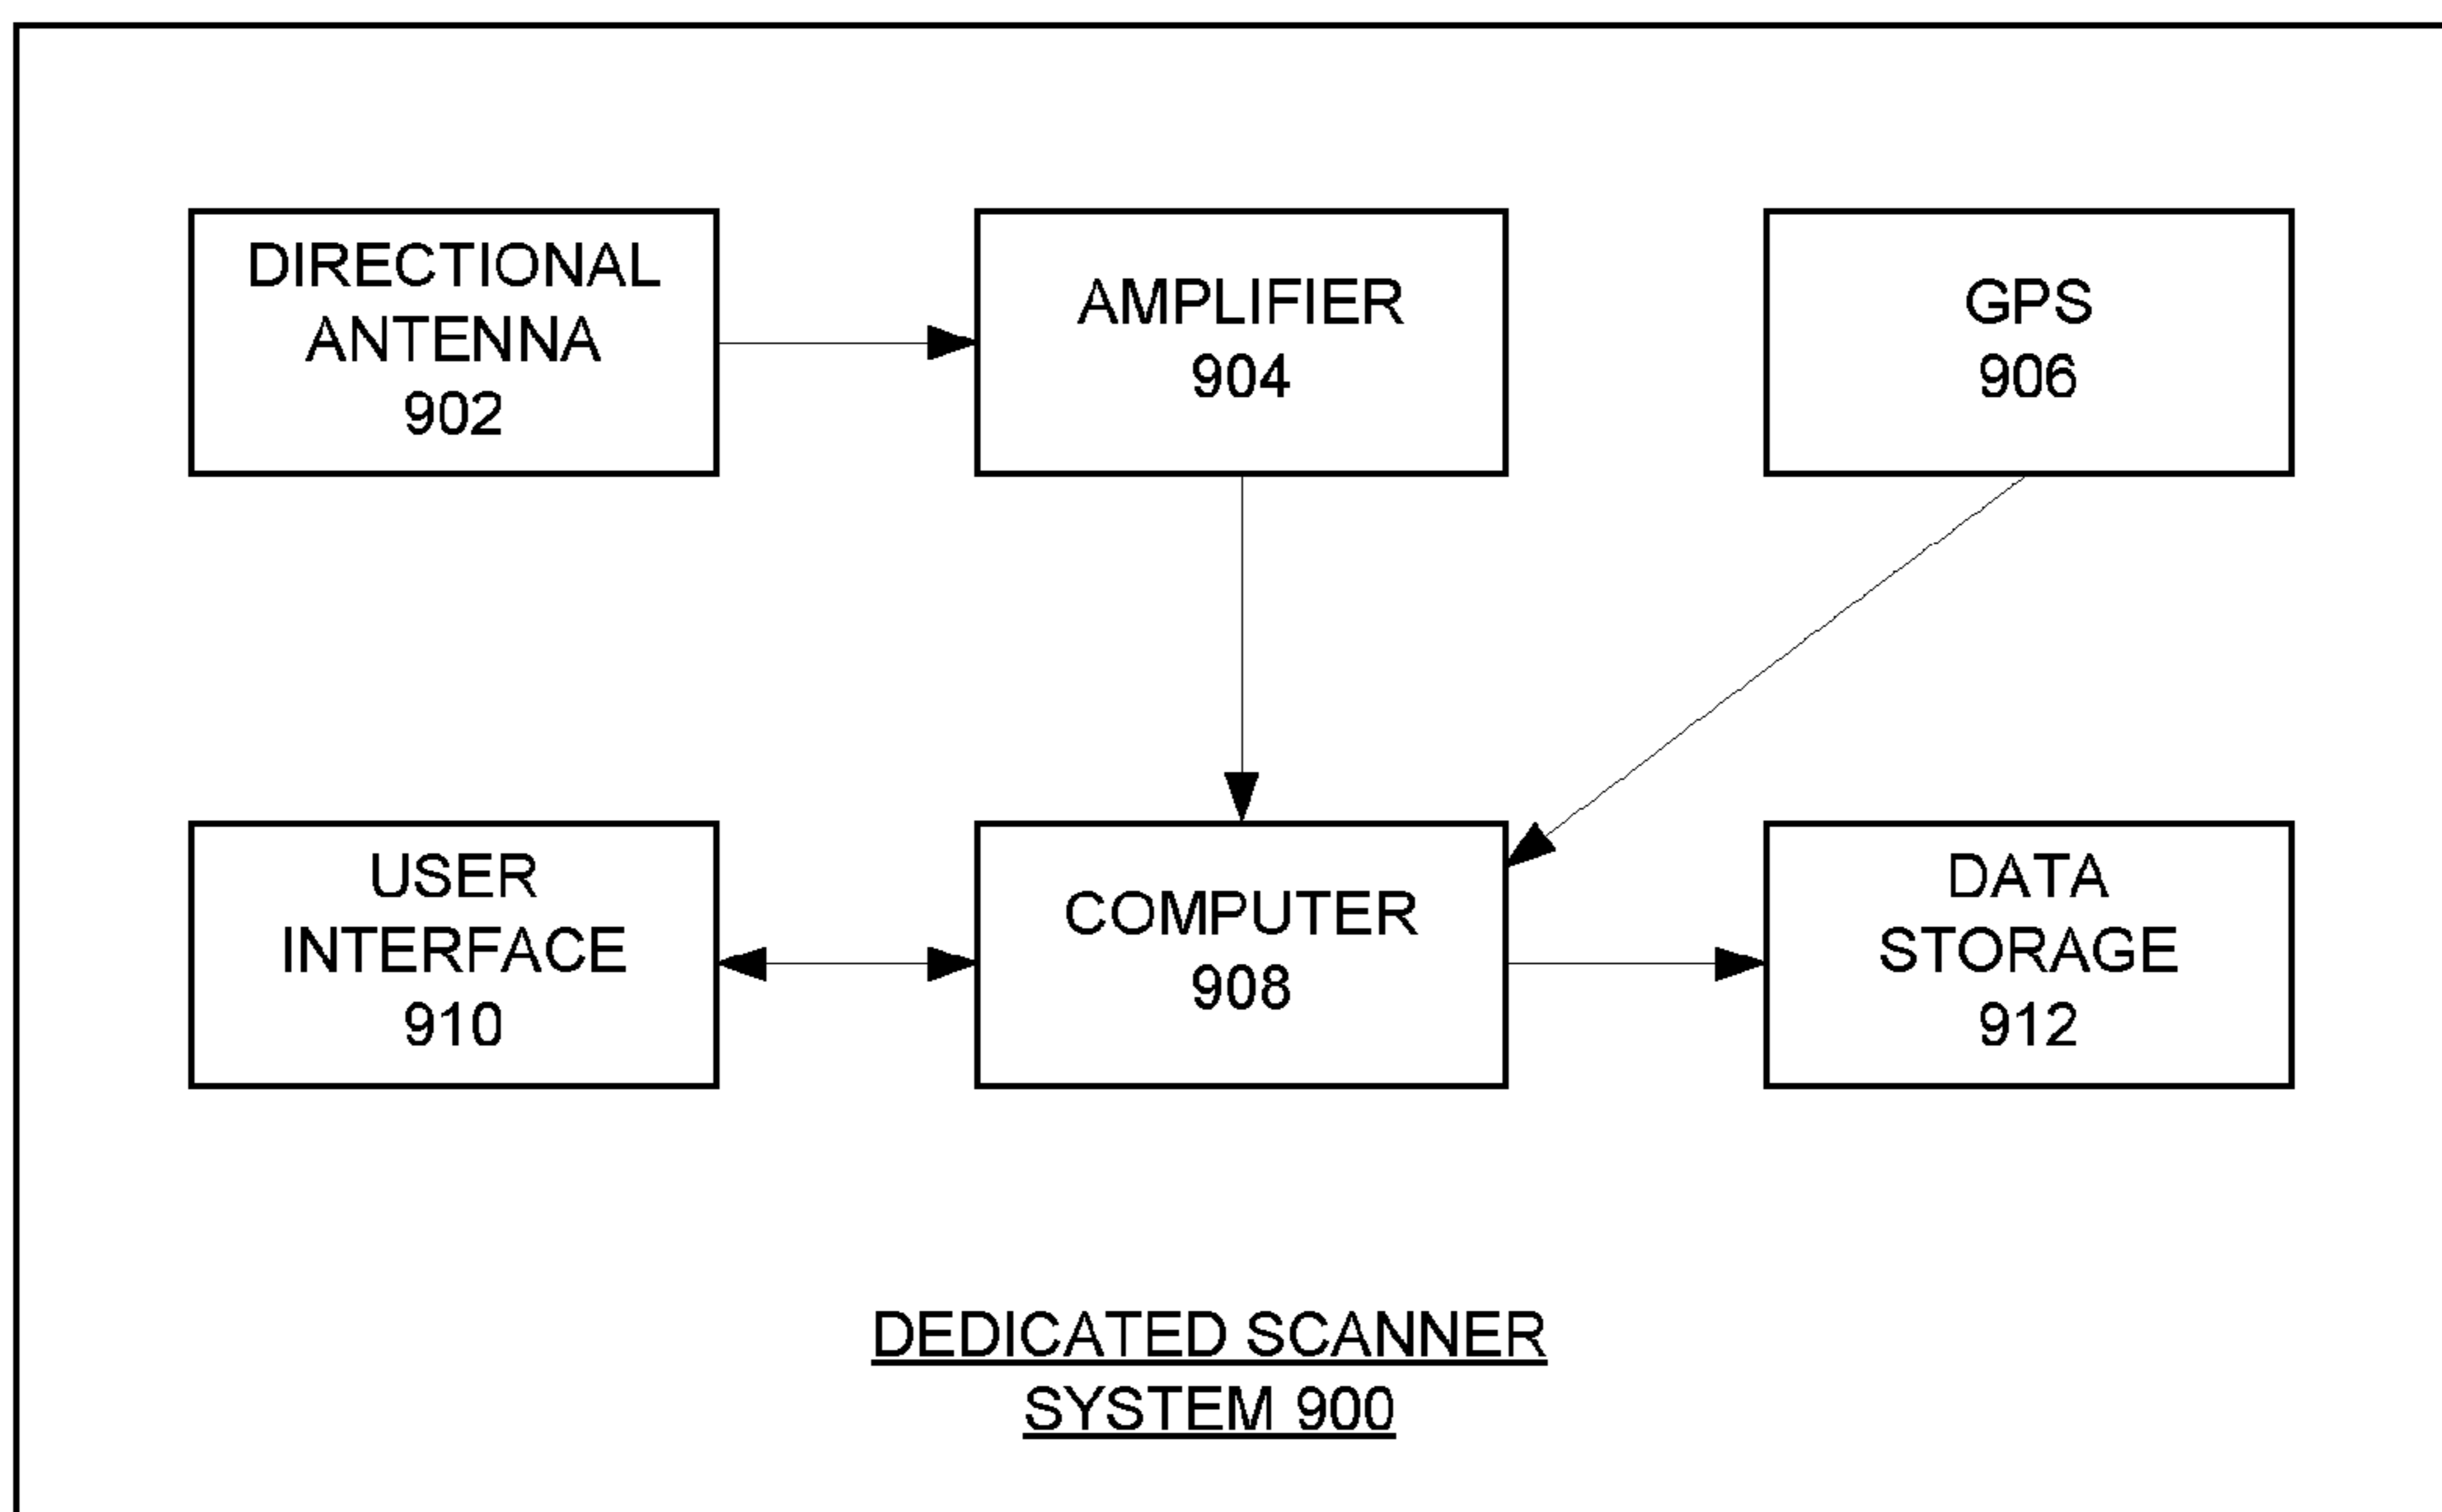 DIRECTIONAL
ANTENNA
902
AMPLIFIER
904
GPS
906
USER
INTERFACE
910
COMPUTER
908
DATA
STORAGE
912
DEDICATED SCANNER
SYSTEM 900